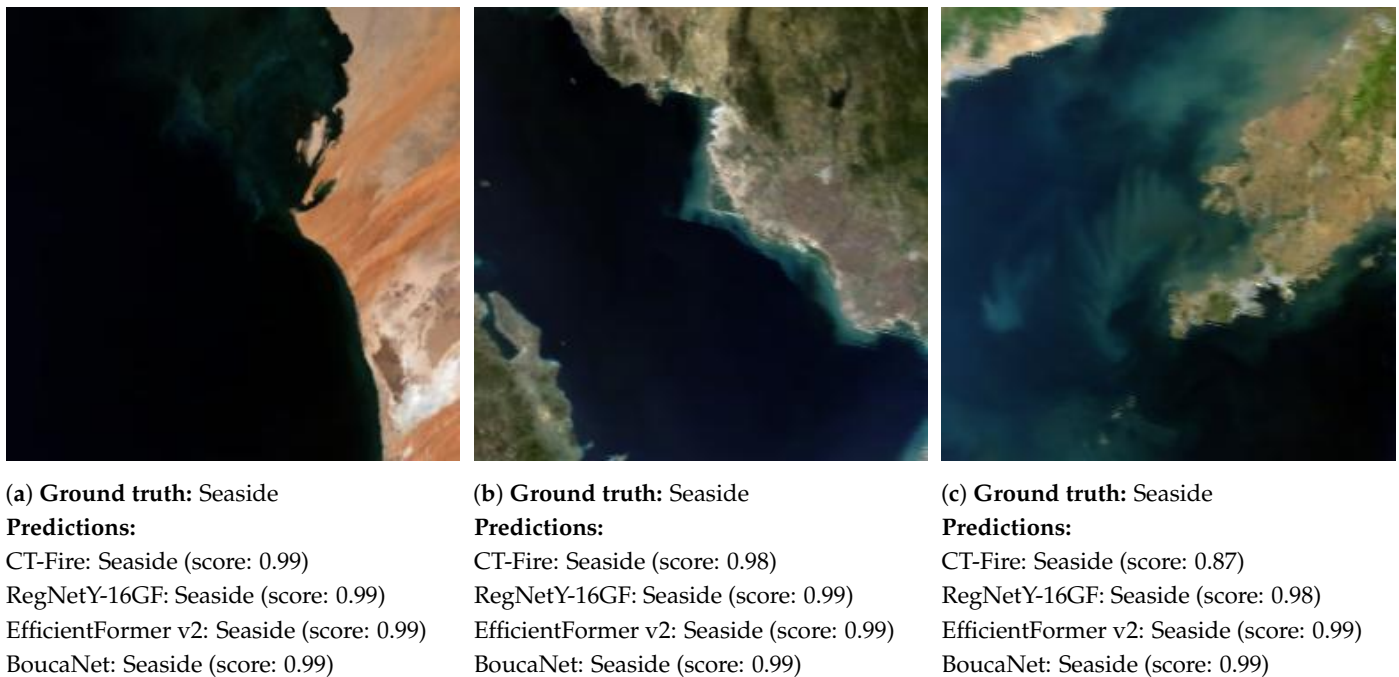 (a) Ground truth: Seaside
Predictions:
CT-Fire: Seaside (score: 0.99)
RegNetY-16GF: Seaside (score: 0.99)
EfficientFormer v2: Seaside (score: 0.99)
BoucaNet: Seaside (score: 0.99)
(b) Ground truth: Seaside
Predictions:
CT-Fire: Seaside (score: 0.98)
RegNetY-16GF: Seaside (score: 0.99)
EfficientFormer v2: Seaside (score: 0.99)
BoucaNet: Seaside (score: 0.99)
(c) Ground truth: Seaside
Predictions:
CT-Fire: Seaside (score: 0.87)
RegNetY-16GF: Seaside (score: 0.98)
EfficientFormer v2: Seaside (score: 0.99)
BoucaNet: Seaside (score: 0.99)